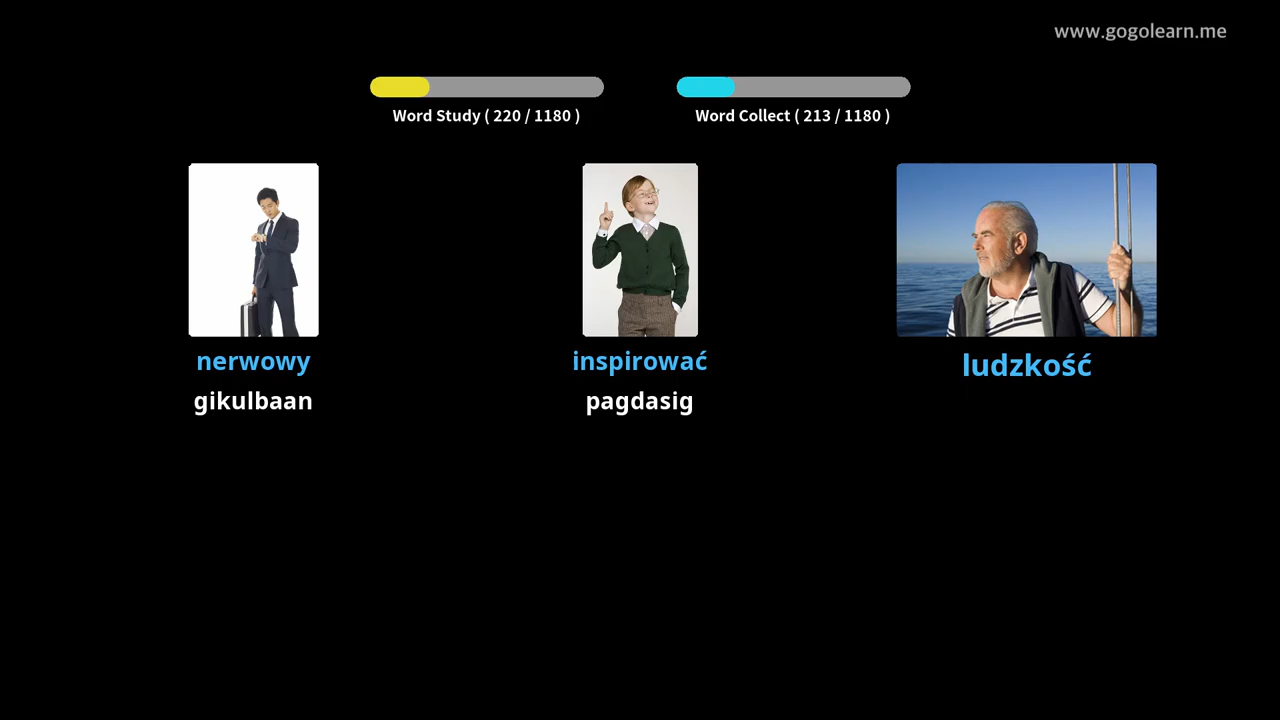 www.gogolearn.me
Word Study ( 220 / 1180 )
Word Collect ( 213 / 1180 )
nerwowy
inspirować
ludzkość
gikulbaan
pagdasig